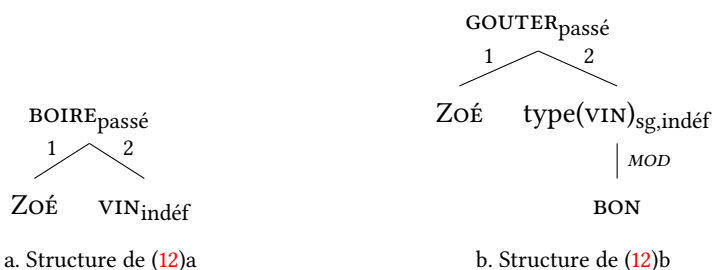 GOUTERpassé
1 2
BOIREpassé
ZOÉ type(VIN)sg,indéf
1 2
MOD
ZOÉ VINindéf
BON
a. Structure de (12)a
b. Structure de (12)b